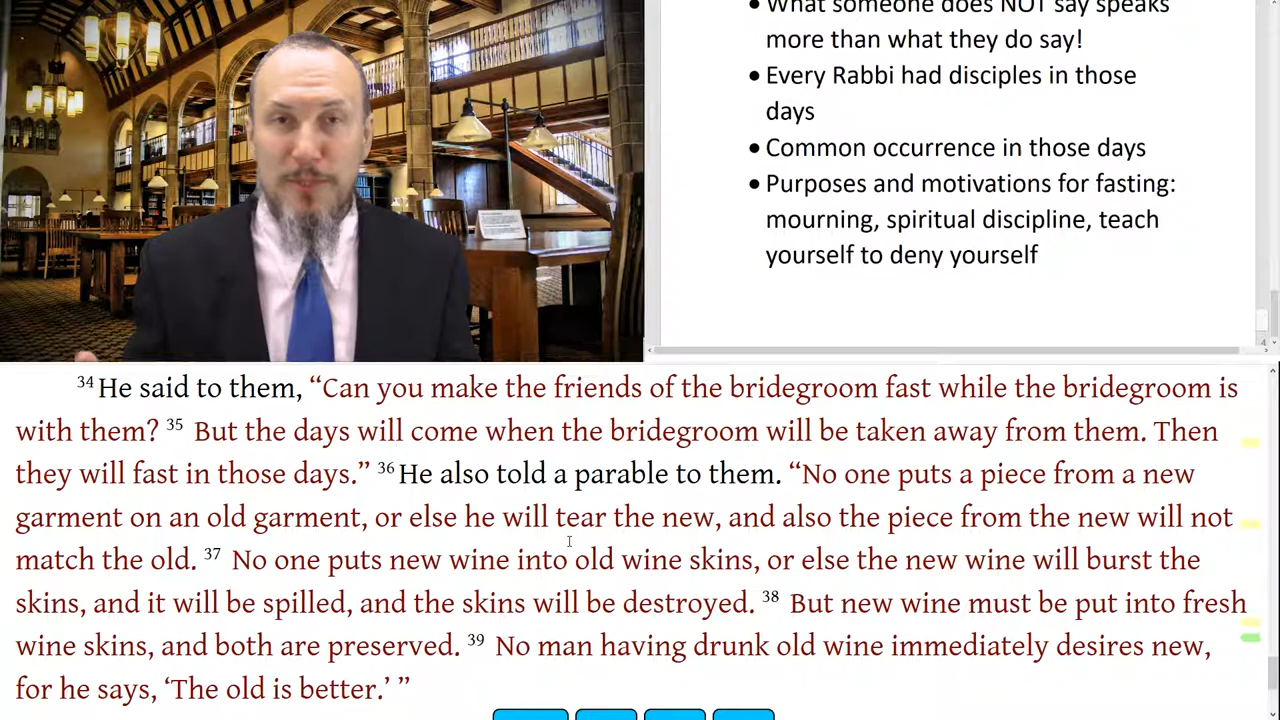 • What someone does NOT say speaks
more than what they do say!
• Every Rabbi had disciples in those
days
• Common occurrence in those days
• Purposes and motivations for fasting:
mourning, spiritual discipline, teach
yourself to deny yourself
34 He said to them, “Can you make the friends of the bridegroom fast while the bridegroom is
with them? 35 But the days will come when the bridegroom will be taken away from them. Then
they will fast in those days.” 36 He also told a parable to them. “No one puts a piece from a new
garment on an old garment, or else he will tear the new, and also the piece from the new will not
match the old. 37 No one puts new wine into old wine skins, or else the new wine will burst the
skins, and it will be spilled, and the skins will be destroyed. 38 But new wine must be put into fresh
wine skins, and both are preserved. 39 No man having drunk old wine immediately desires new,
for he says, ‘The old is better.’ ”